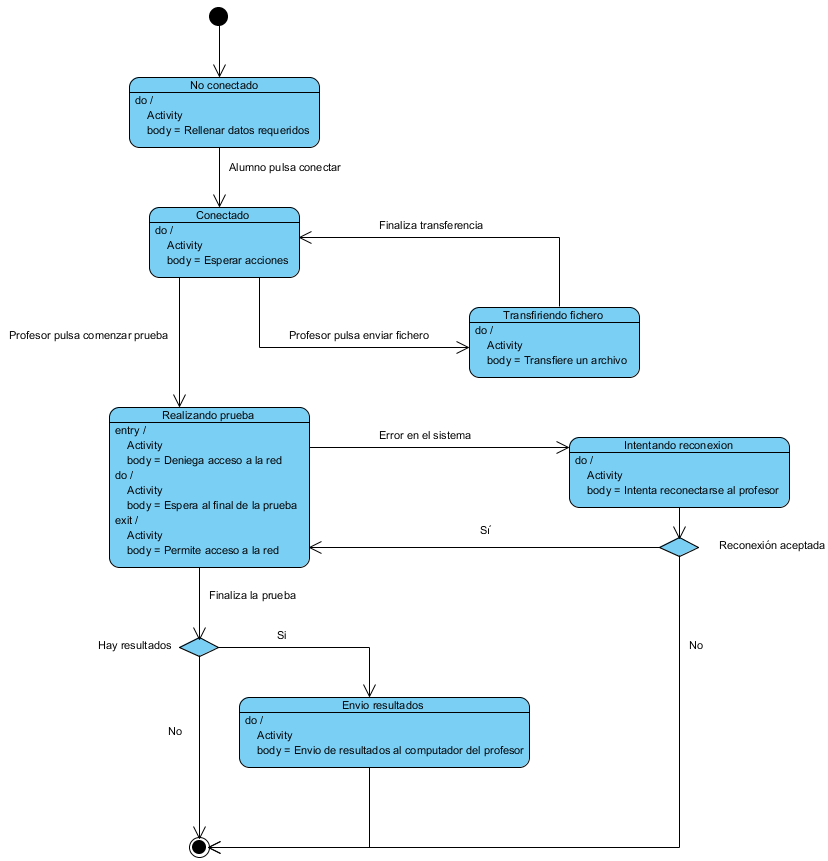 No conectado
do /
Activity
body = Rellenar datos requeridos
Alumno pulsa conectar
Conectado
do /
Activity
body = Esperar acciones
Finaliza transferencia
Profesor pulsa comenzar prueba
Profesor pulsa enviar fichero
Transfiriendo fichero
do /
Activity
body = Transfiere un archivo
Realizando prueba
entry /
Activity
body = Deniega acceso a la red
do /
Activity
body = Espera al final de la prueba
exit /
Activity
body = Permite acceso a la red
Error en el sistema
Intentando reconexion
do /
Activity
body = Intenta reconectarse al profesor
Sí
Reconexión aceptada
Finaliza la prueba
Hay resultados
Si
No
No
Envio resultados
do /
Activity
body = Envio de resultados al computador del profesor